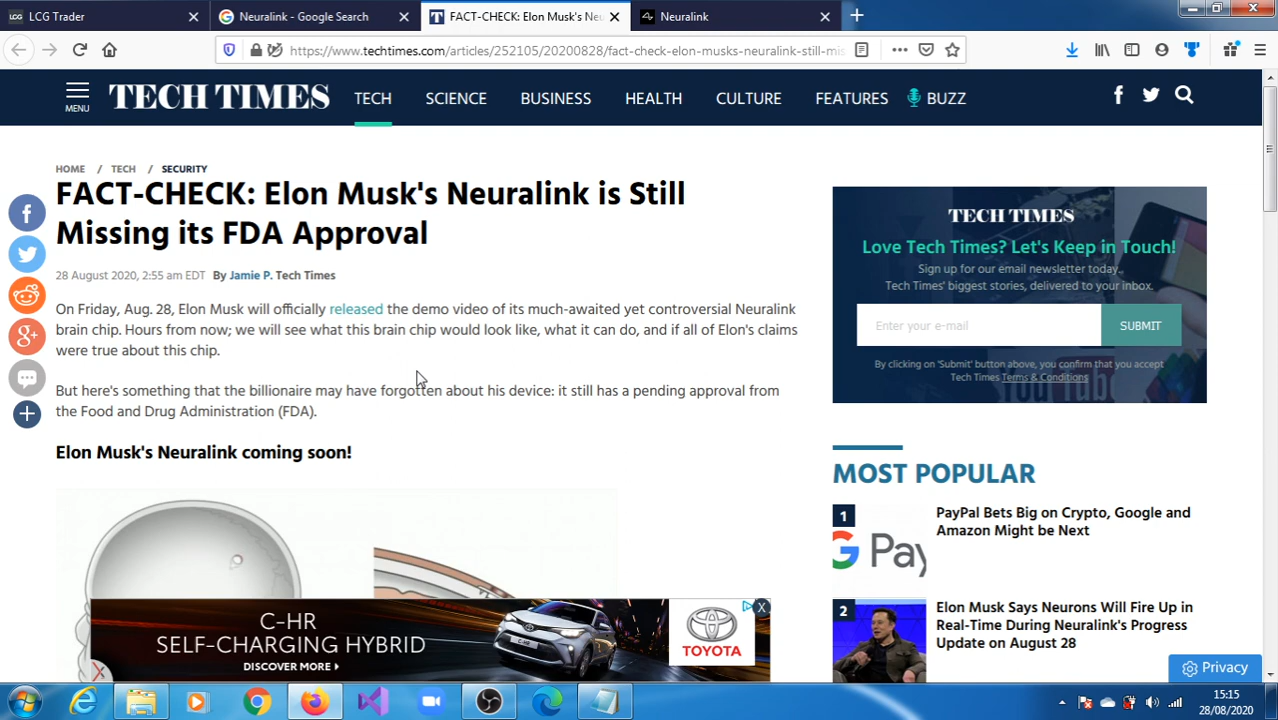 LCG Trader
Neuralink - Google Search
FACT-CHECK: Elon Musk's Neu
Neuralink
https://www.techtimes.com/articles/252105/20200828/fact-check-elon-musks-neuralink-still-mis
MENU
TECH TIMES
TECH
SCIENCE
BUSINESS
HEALTH
CULTURE
FEATURES
BUZZ
HOME / TECH / SECURITY
FACT-CHECK: Elon Musk's Neuralink is Still
Missing its FDA Approval
28 August 2020, 2:55 am EDT By Jamie P. Tech Times
On Friday, Aug. 28, Elon Musk will officially released the demo video of its much-awaited yet controversial Neuralink
brain chip. Hours from now; we will see what this brain chip would look like, what it can do, and if all of Elon's claims
were true about this chip.
But here's something that the billionaire may have forgotten about his device: it still has a pending approval from
the Food and Drug Administration (FDA).
Elon Musk's Neuralink coming soon!
C-HR
SELF-CHARGING HYBRID
DISCOVER MORE
TOYOTA
TECH TIMES
Love Tech Times? Let's Keep in Touch!
Sign up for our email newsletter today.
Tech Times' biggest stories, delivered to your inbox.
Enter your e-mail
SUBMIT
By clicking on 'Submit' button above, you confirm that you accept
Tech Times Terms & Conditions
MOST POPULAR
1
G Pay
PayPal Bets Big on Crypto, Google and
Amazon Might be Next
2
Elon Musk Says Neurons Will Fire Up in
Real-Time During Neuralink's Progress
Update on August 28
Privacy
15:15
28/08/2020